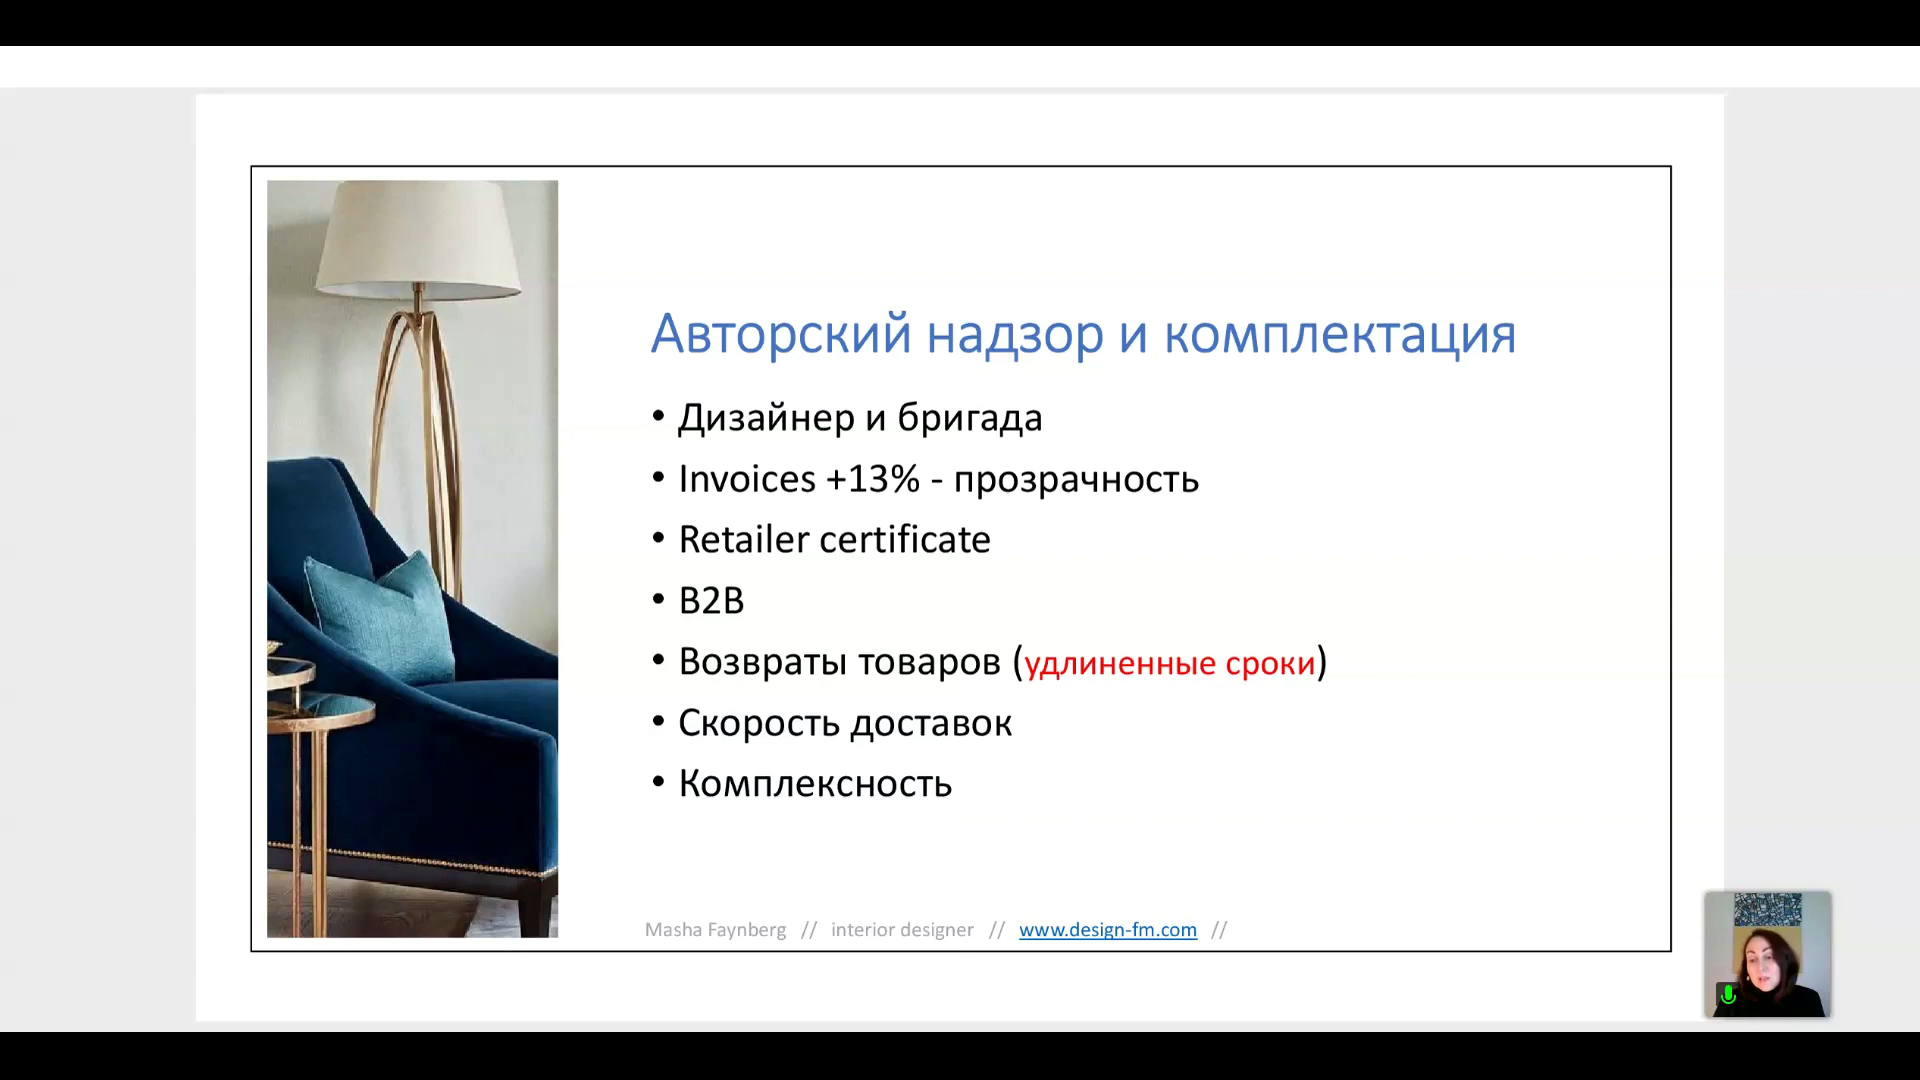 Авторский надзор и комплектация
• Дизайнер и бригада
• Invoices +13% - прозрачность
• Retailer certificate
• B2B
• Возвраты товаров (удлиненные сроки)
• Скорость доставок
• Комплексность
Masha Faynberg // interior designer // www.design-fm.com //